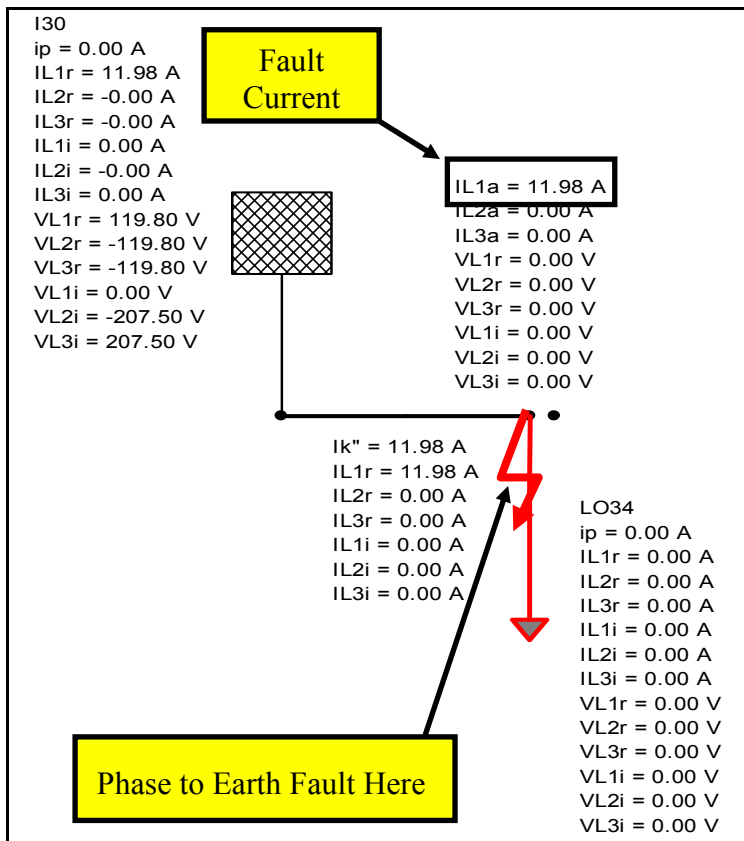 I30
ip = 0.00 A
IL1r = 11.98 A
IL2r = -0.00 A
IL3r = -0.00 A
IL1i = 0.00 A
IL2i = -0.00 A
IL3i = 0.00 A
VL1r = 119.80 V
VL2r = -119.80 V
VL3r = -119.80 V
VL1i = 0.00 V
VL2i = -207.50 V
VL3i = 207.50 V
Fault
Current
IL1a = 11.98 A
IL2a = 0.00 A
IL3a = 0.00 A
VL1r = 0.00 V
VL2r = 0.00 V
VL3r = 0.00 V
VL1i = 0.00 V
VL2i = 0.00 V
VL3i = 0.00 V
Ik" = 11.98 A
IL1r = 11.98 A
IL2r = 0.00 A
IL3r = 0.00 A
IL1i = 0.00 A
IL2i = 0.00 A
IL3i = 0.00 A
LO34
ip = 0.00 A
IL1r = 0.00 A
IL2r = 0.00 A
IL3r = 0.00 A
IL1i = 0.00 A
IL2i = 0.00 A
IL3i = 0.00 A
VL1r = 0.00 V
VL2r = 0.00 V
VL3r = 0.00 V
VL1i = 0.00 V
VL2i = 0.00 V
VL3i = 0.00 V
Phase to Earth Fault Here